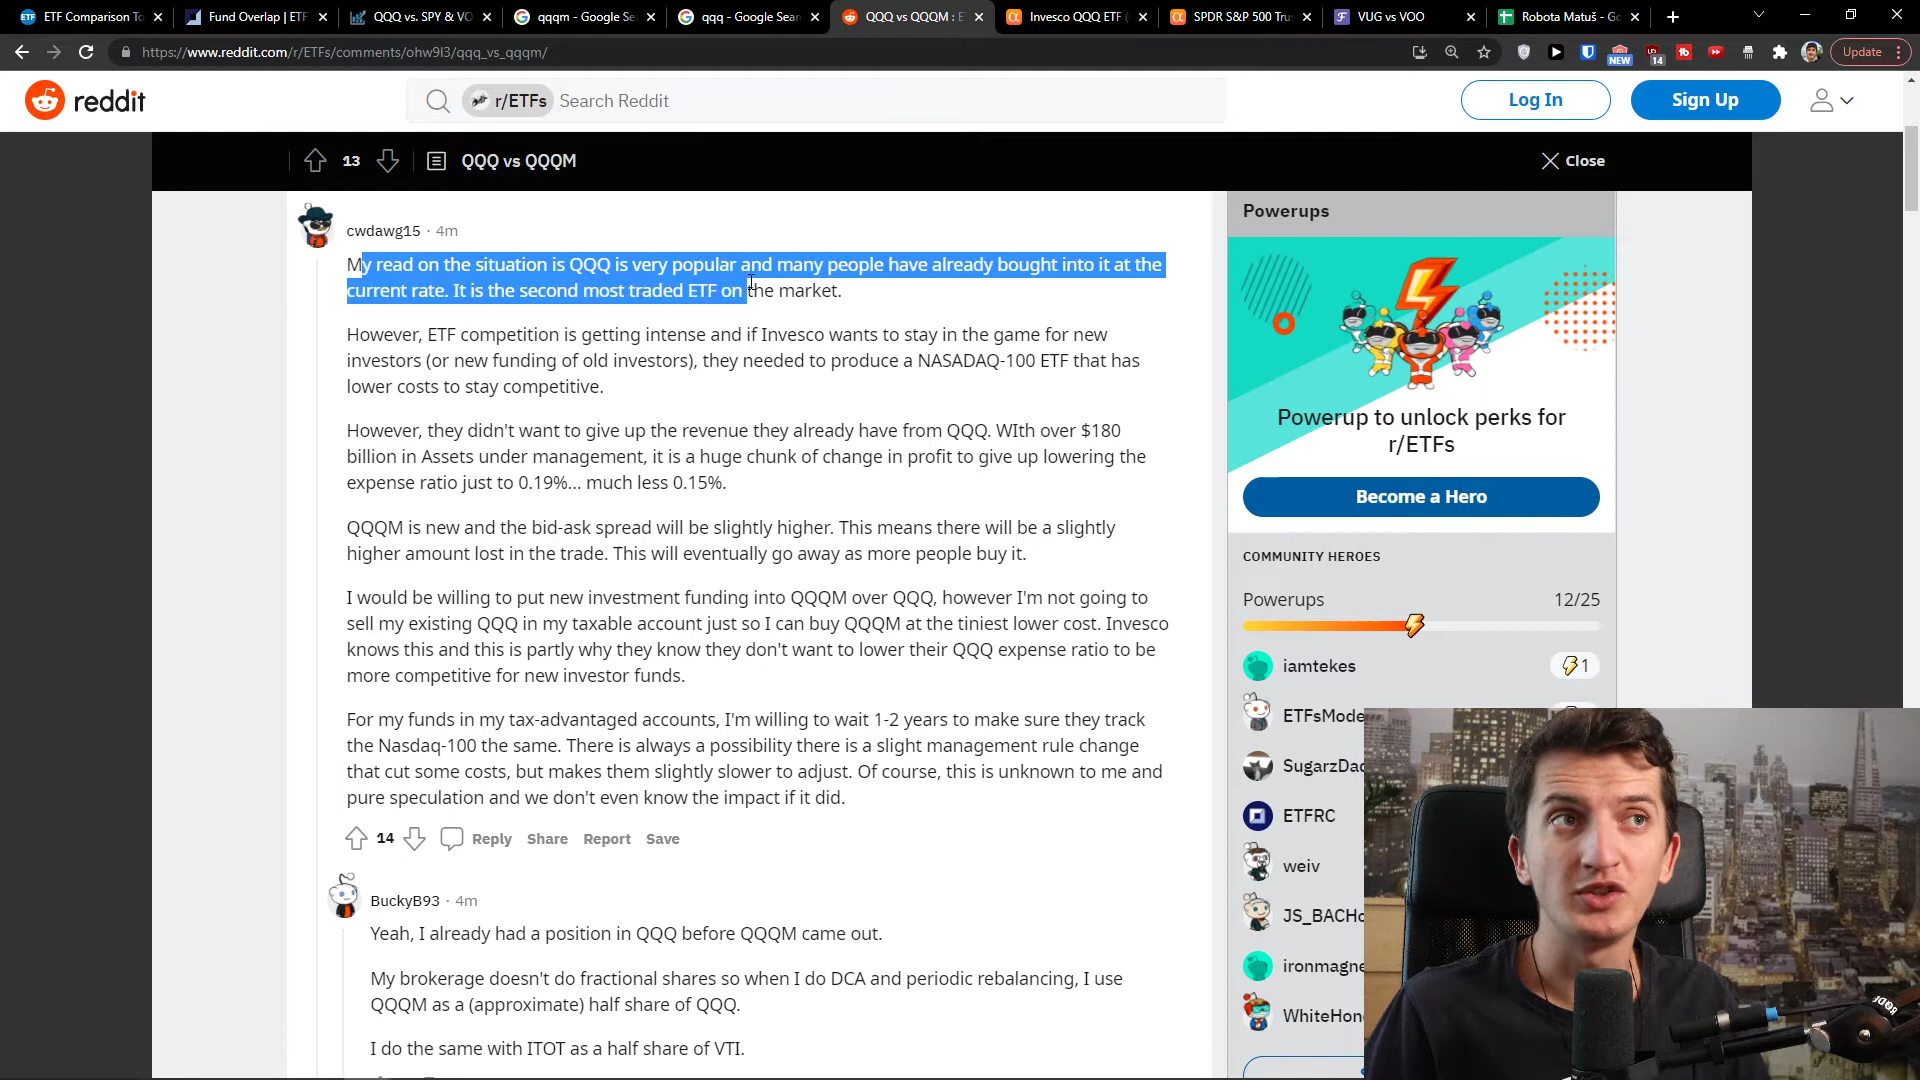 ETF Comparison To
Fund Overlap | ETF
QQQ vs. SPY & VO
qqqm - Google Se
qqq - Google Sear
QQQ vs QQQM : E
Invesco QQQ ETF (
SPDR S&P 500 Tru
VUG vs VOO
Robota Matuš - Go
https://www.reddit.com/r/ETFs/comments/ohw9l3/qqq_vs_qqqm/
NEW
14
Update
reddit
r/ETFs
Search Reddit
Log In
Sign Up
13
QQQ vs QQQM
Close
cwdawg15 · 4m
My read on the situation is QQQ is very popular and many people have already bought into it at the
current rate. It is the second most traded ETF on the market.
However, ETF competition is getting intense and if Invesco wants to stay in the game for new
investors (or new funding of old investors), they needed to produce a NASADAQ-100 ETF that has
lower costs to stay competitive.
However, they didn't want to give up the revenue they already have from QQQ. WIth over $180
billion in Assets under management, it is a huge chunk of change in profit to give up lowering the
expense ratio just to 0.19%... much less 0.15%.
QQQM is new and the bid-ask spread will be slightly higher. This means there will be a slightly
higher amount lost in the trade. This will eventually go away as more people buy it.
I would be willing to put new investment funding into QQQM over QQQ, however I'm not going to
sell my existing QQQ in my taxable account just so I can buy QQQM at the tiniest lower cost. Invesco
knows this and this is partly why they know they don't want to lower their QQQ expense ratio to be
more competitive for new investor funds.
For my funds in my tax-advantaged accounts, I'm willing to wait 1-2 years to make sure they track
the Nasdaq-100 the same. There is always a possibility there is a slight management rule change
that cut some costs, but makes them slightly slower to adjust. Of course, this is unknown to me and
pure speculation and we don't even know the impact if it did.
14
Reply
Share
Report
Save
BuckyB93 · 4m
Yeah, I already had a position in QQQ before QQQM came out.
My brokerage doesn't do fractional shares so when I do DCA and periodic rebalancing, I use
QQQM as a (approximate) half share of QQQ.
I do the same with ITOT as a half share of VTI.
Powerups
Powerup to unlock perks for
r/ETFs
Become a Hero
COMMUNITY HEROES
Powerups
12/25
iamtekes
1
ETFsMode
SugarzDad
ETFRC
weiv
JS_BACHo
ironmagne
WhiteHon
RØDE